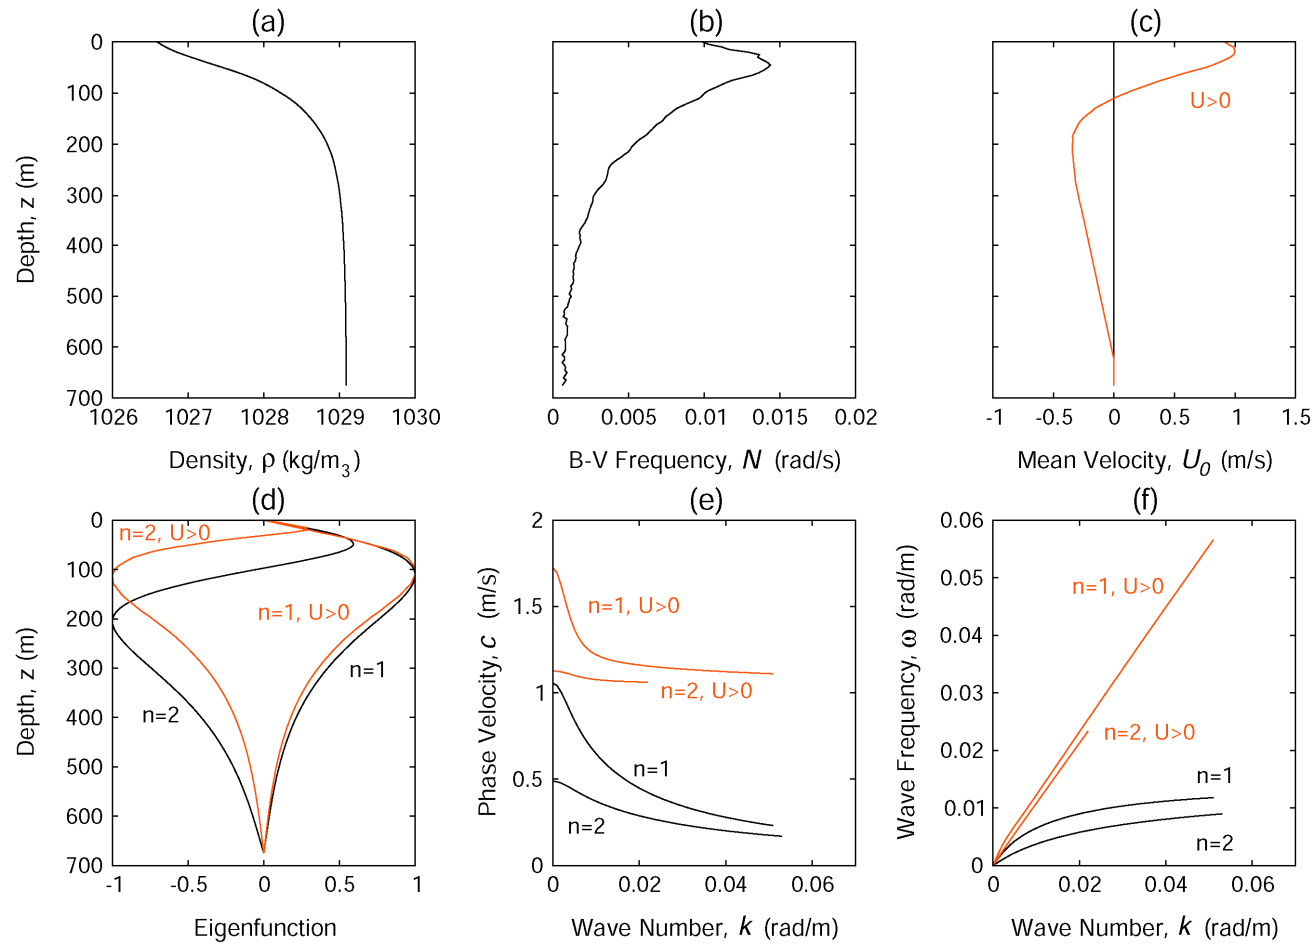 (a)
(b)
(c)
0
100
200
300
400
500
600
700
Depth, z (m)
1026 1027 1028 1029 1030
Density, ρ (kg/m3)
0 0.005 0.01 0.015 0.02
B-V Frequency, N (rad/s)
U>0
-1 -0.5 0 0.5 1 1.5
Mean Velocity, U0 (m/s)
(d)
(e)
(f)
0
100
200
300
400
500
600
700
Depth, z (m)
n=2, U>0
n=1, U>0
n=1
n=2
-1 -0.5 0 0.5 1
Eigenfunction
2
1.5
1
0.5
0
Phase Velocity, c (m/s)
n=1, U>0
n=2, U>0
n=1
n=2
0 0.02 0.04 0.06
Wave Number, k (rad/m)
0.06
0.05
0.04
0.03
0.02
0.01
0
Wave Frequency, ω (rad/m)
n=1, U>0
n=2, U>0
n=1
n=2
0 0.02 0.04 0.06
Wave Number, k (rad/m)